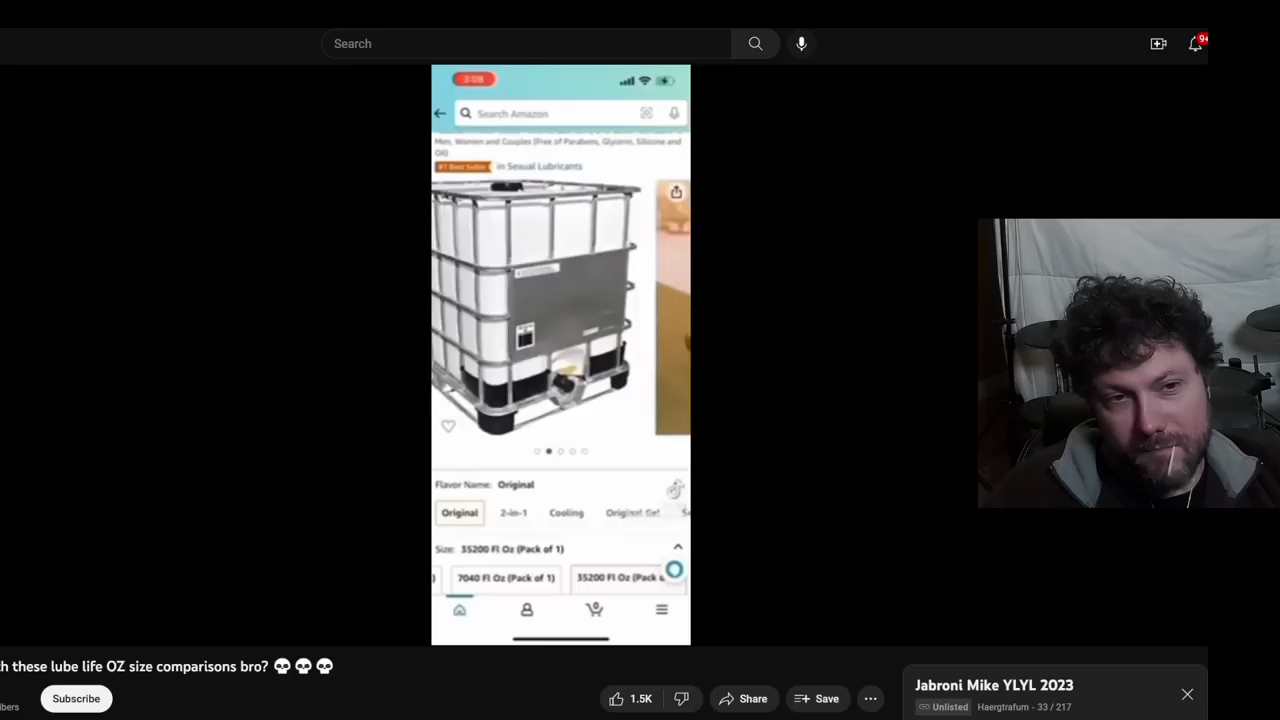 Search
9+
3:08
Search Amazon
Men, Women and Couples (Free of Parabens, Glycerin, Silicone and
Oil)
#1 Best Seller in Sexual Lubricants
Flavor Name: Original
Original 2-in-1 Cooling Original Gel
Size: 35200 Fl Oz (Pack of 1)
7040 Fl Oz (Pack of 1) 35200 Fl Oz (Pack
0
h these lube life OZ size comparisons bro? 💀💀💀
ibers
Subscribe
1.5K
Share
Save
Jabroni Mike YLYL 2023
Unlisted Haergtrafum - 33 / 217